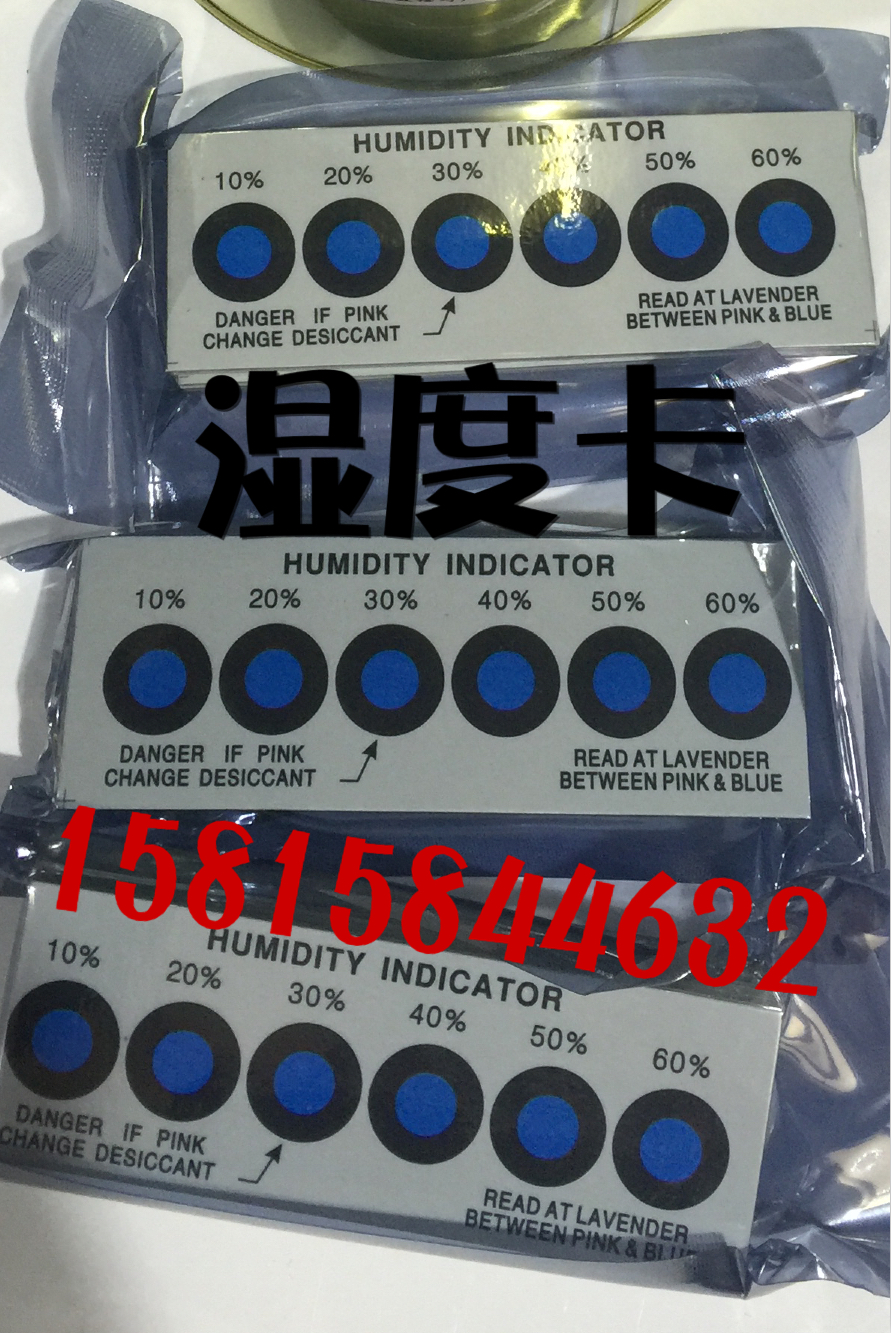 HUMIDITY INDICATOR
10% 20% 30% 40% 50% 60%
DANGER IF PINK
CHANGE DESICCANT
READ AT LAVENDER
BETWEEN PINK & BLUE
湿度卡
HUMIDITY INDICATOR
10% 20% 30% 40% 50% 60%
DANGER IF PINK
CHANGE DESICCANT
READ AT LAVENDER
BETWEEN PINK & BLUE
15815844632
HUMIDITY INDICATOR
10% 20% 30% 40% 50% 60%
DANGER IF PINK
CHANGE DESICCANT
READ AT LAVENDER
BETWEEN PINK & BLUE